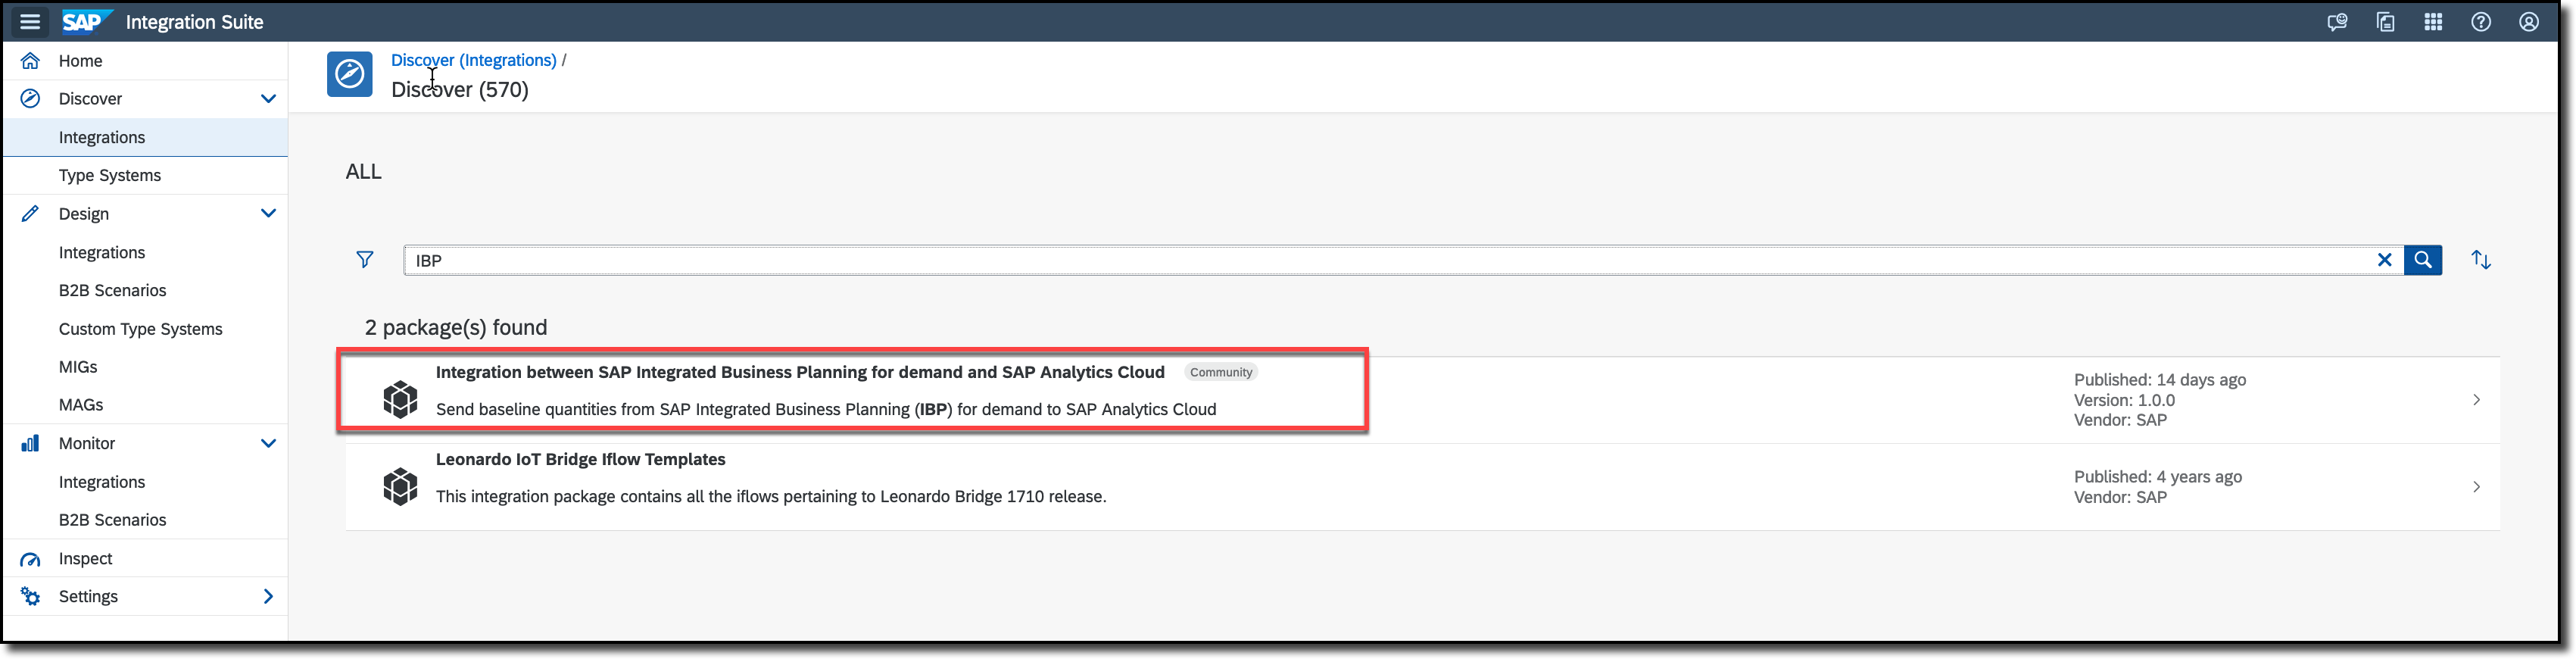 SAP Integration Suite
Home
Discover
Integrations
Type Systems
Design
Integrations
B2B Scenarios
Custom Type Systems
MIGs
MAGs
Monitor
Integrations
B2B Scenarios
Inspect
Settings
Discover (Integrations) /
Discover (570)
ALL
IBP
2 package(s) found
Integration between SAP Integrated Business Planning for demand and SAP Analytics Cloud Community
Send baseline quantities from SAP Integrated Business Planning (IBP) for demand to SAP Analytics Cloud
Published: 14 days ago
Version: 1.0.0
Vendor: SAP
Leonardo IoT Bridge Iflow Templates
This integration package contains all the iflows pertaining to Leonardo Bridge 1710 release.
Published: 4 years ago
Vendor: SAP